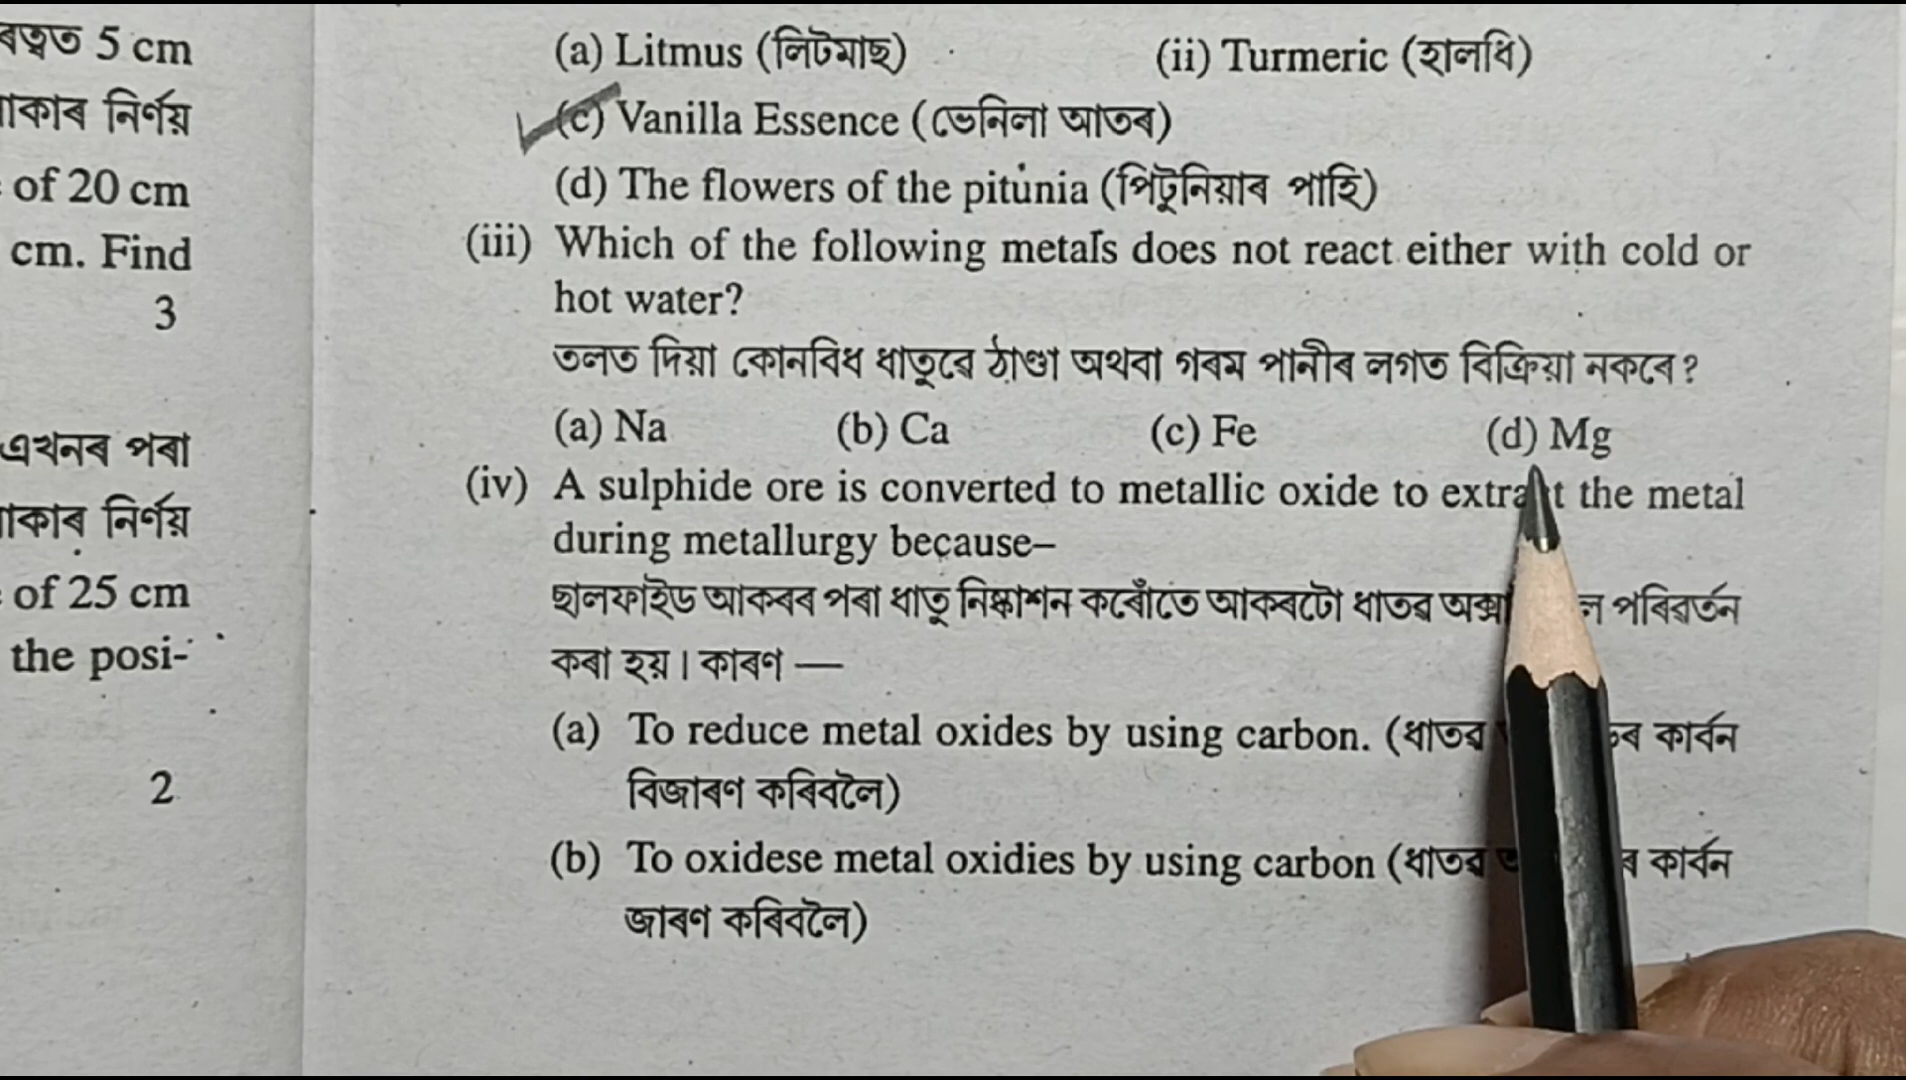 ৰত্বত 5 cm
নিৰ্ণয়
of 20 cm
cm. Find
3
এখনৰ পৰা
নিৰ্ণয়
of 25 cm
the posi-
2
(a) Litmus (লিটমাছ) (ii) Turmeric (হালধি)
(c) Vanilla Essence (ভেনিলা আতৰ)
(d) The flowers of the pitunia (পিটুনিয়াৰ পাহি)
(iii) Which of the following metals does not react either with cold or
hot water?
তলত দিয়া কোনবিধ ধাতুৱে ঠাণ্ডা অথবা গৰম পানীৰ লগত বিক্ৰিয়া নকৰে?
(a) Na (b) Ca (c) Fe (d) Mg
(iv) A sulphide ore is converted to metallic oxide to extract the metal
during metallurgy because–
ছালফাইড আকৰৰ পৰা ধাতু নিষ্কাশন কৰোঁতে আকৰটো ধাতৱ পৰিৱৰ্তন
কৰা হয়। কাৰণ —
(a) To reduce metal oxides by using carbon. (ধাতৱ কাৰ্বন
বিজাৰণ কৰিবলৈ)
(b) To oxidese metal oxidies by using carbon (ধাতৱ কাৰ্বন
জাৰণ কৰিবলৈ)